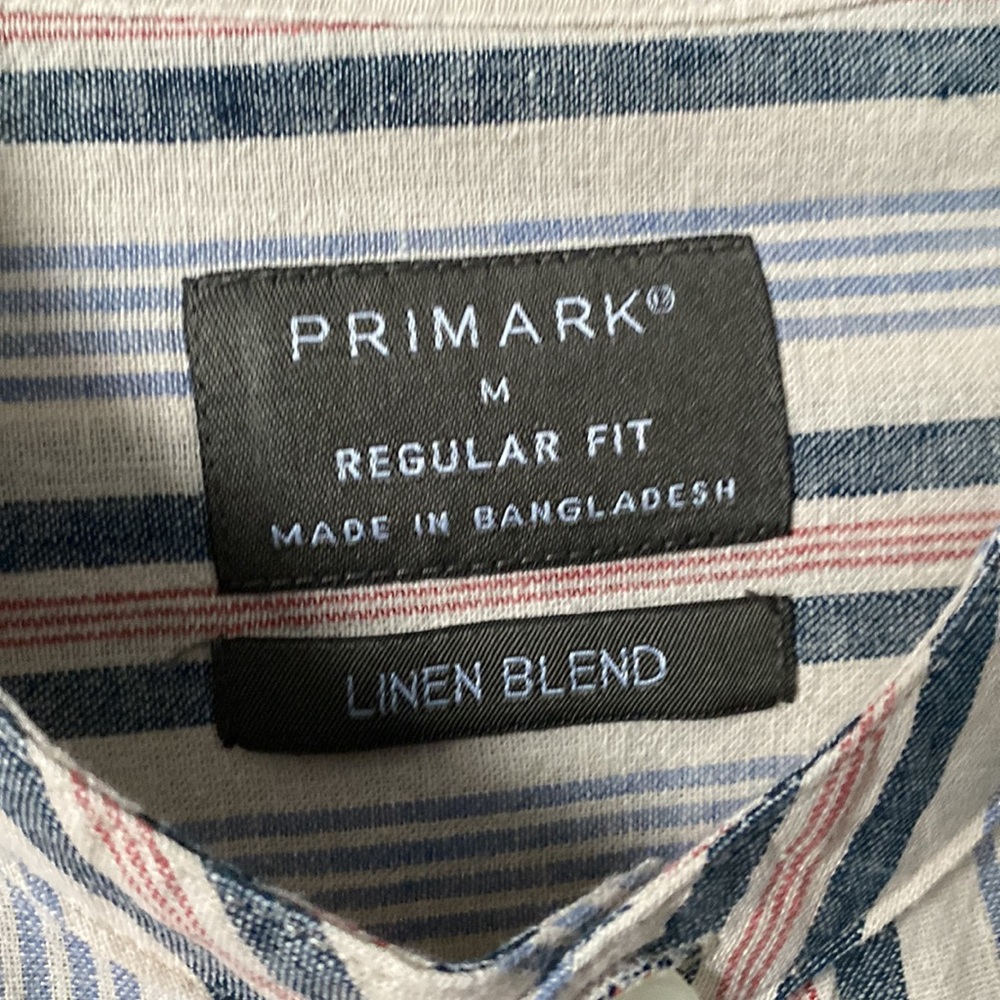 PRIMARK®
M
REGULAR FIT
MADE IN BANGLADESH
LINEN BLEND